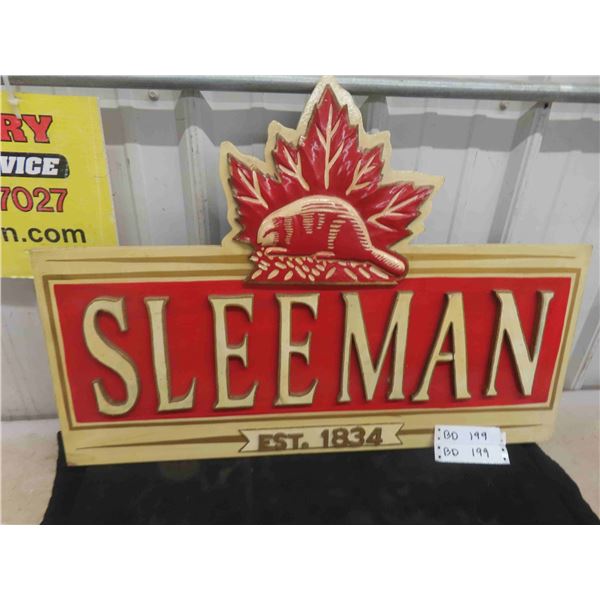 RY
VICE
7027
n.com
SLEEMAN
EST. 1834
BD 199
BD 199